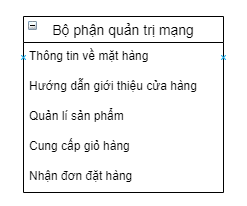 Bộ phận quản trị mạng
Thông tin về mặt hàng
Hướng dẫn giới thiệu cửa hàng
Quản lí sản phẩm
Cung cấp giỏ hàng
Nhận đơn đặt hàng